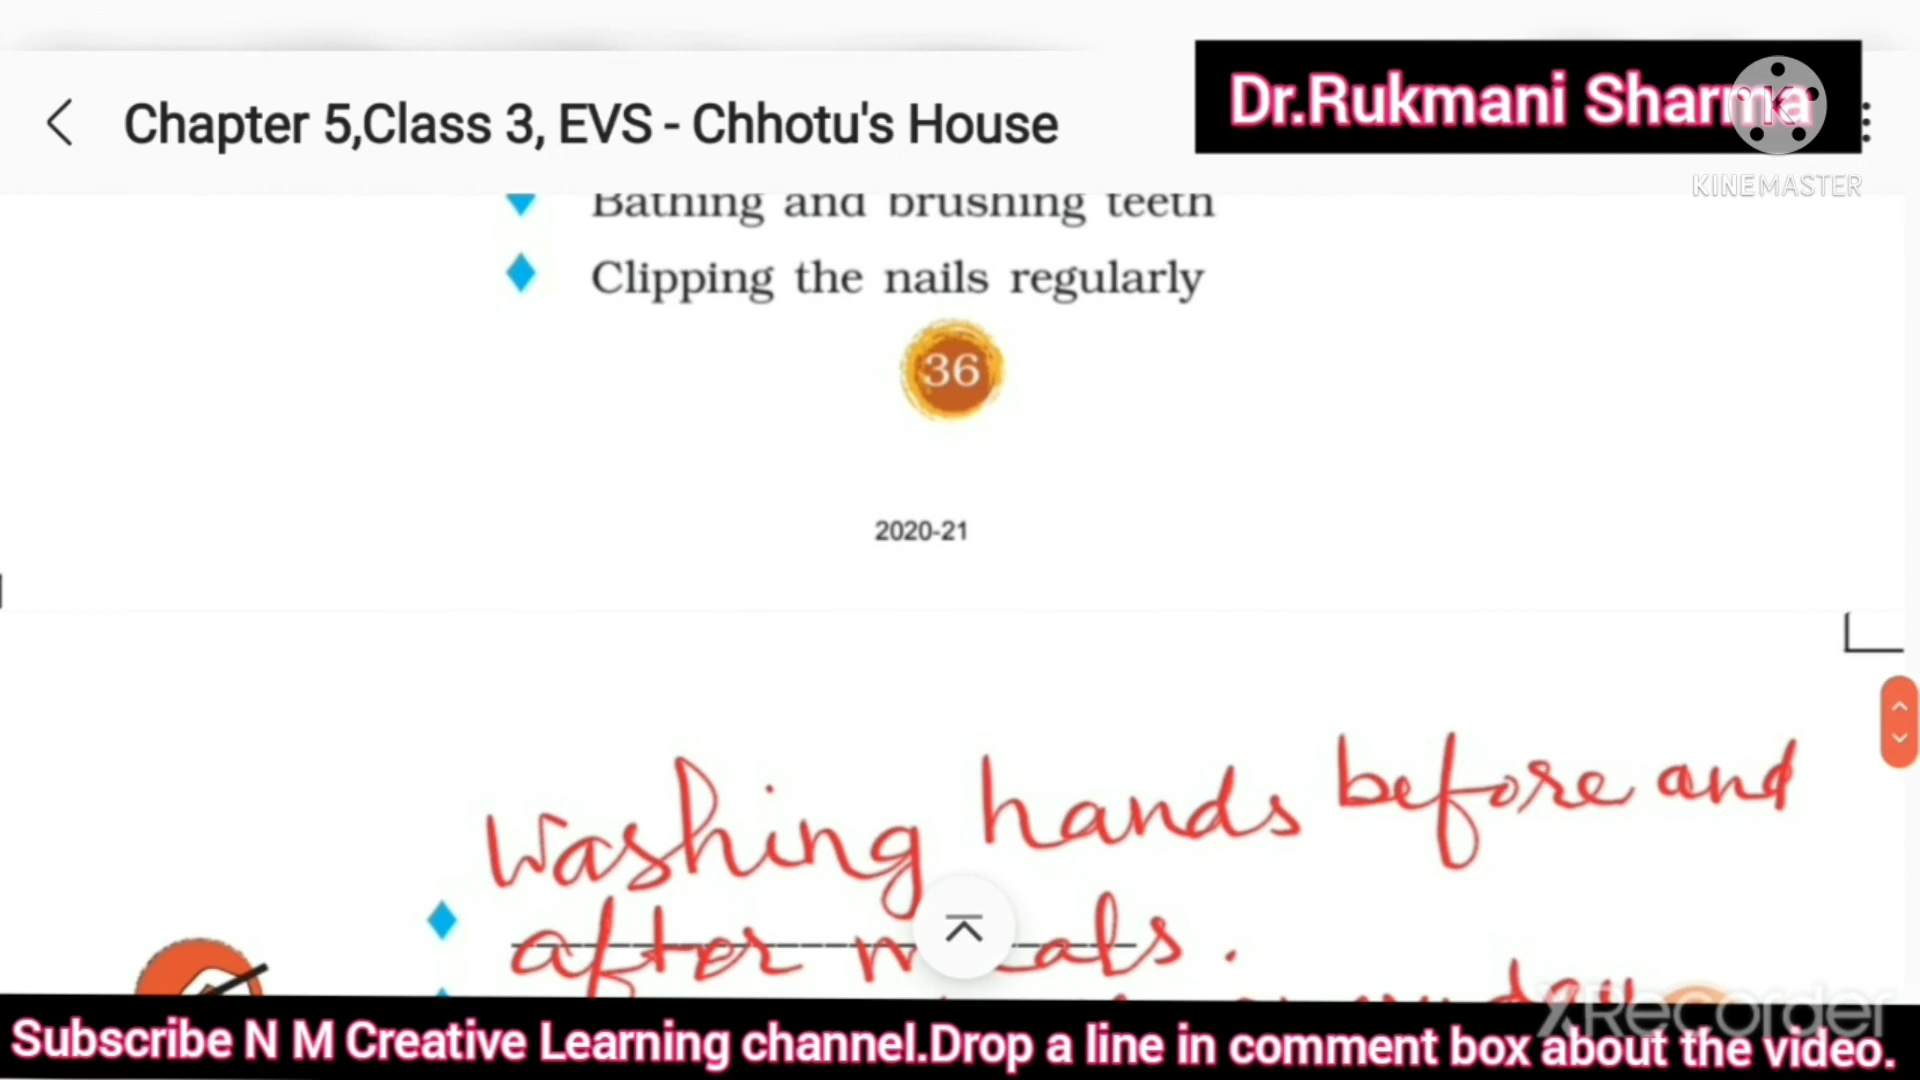 Dr.Rukmani Sharma
Chapter 5,Class 3, EVS - Chhotu's House
KINEMASTER
Bathing and brushing teeth
Clipping the nails regularly
36
2020-21
Washing hands before and
after meals.
day
XRecorder
Subscribe N M Creative Learning channel.Drop a line in comment box about the video.